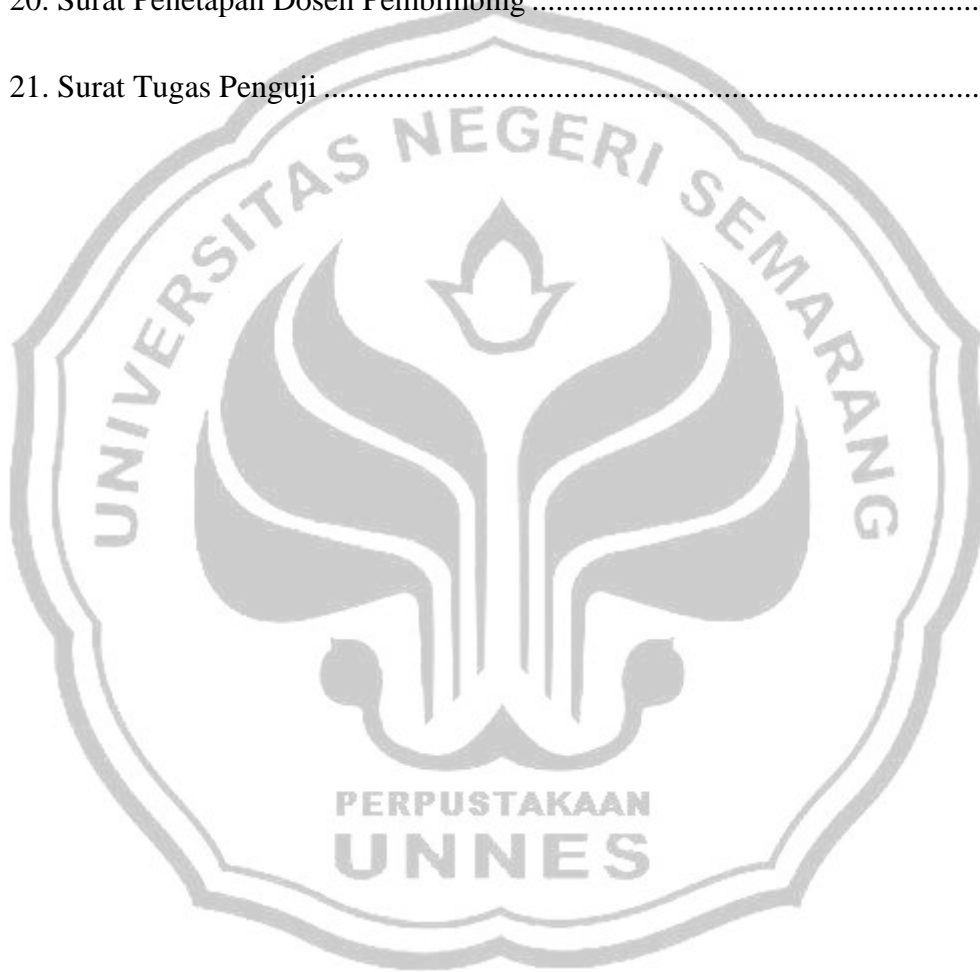 20. Surat Penetapan Dosen Pembimbing ........................................................
21. Surat Tugas Penguji ...................................................................................
UNIVERSITAS NEGERI SEMARANG
PERPUSTAKAAN
UNNES